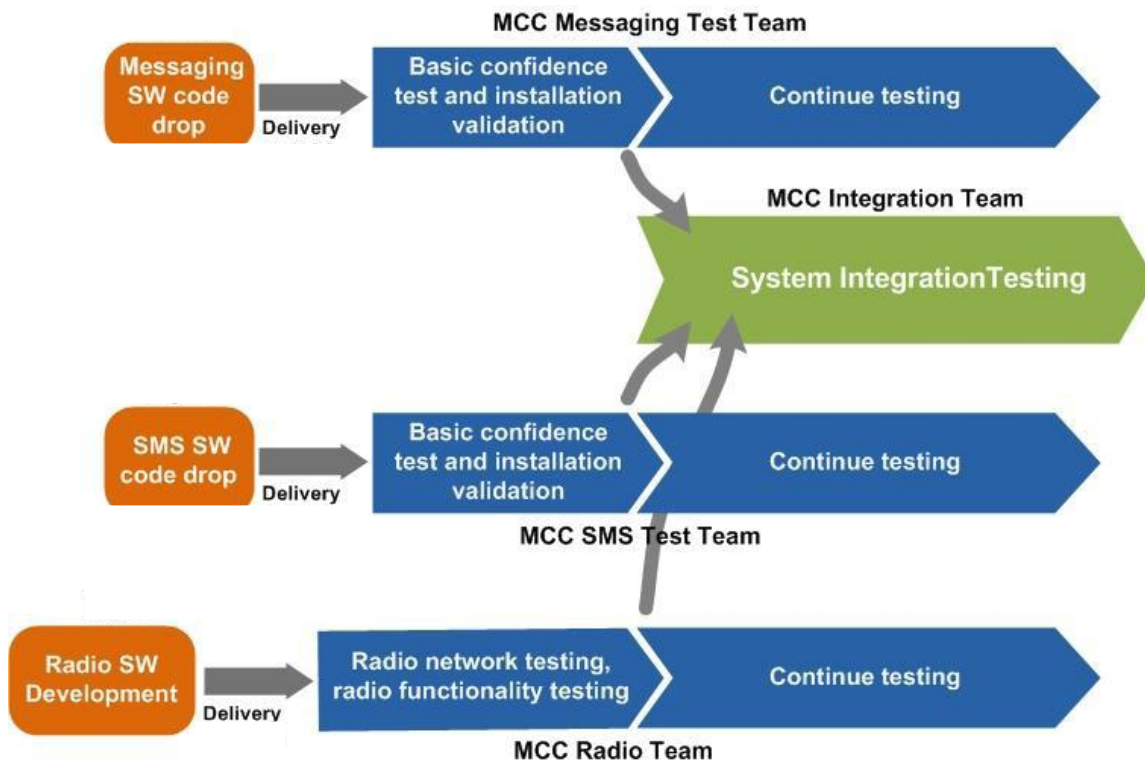 MCC Messaging Test Team
Messaging
SW code
drop
Delivery
Basic confidence
test and installation
validation
Continue testing
MCC Integration Team
System IntegrationTesting
SMS SW
code drop
Delivery
Basic confidence
test and installation
validation
Continue testing
MCC SMS Test Team
Radio SW
Development
Delivery
Radio network testing,
radio functionality testing
Continue testing
MCC Radio Team